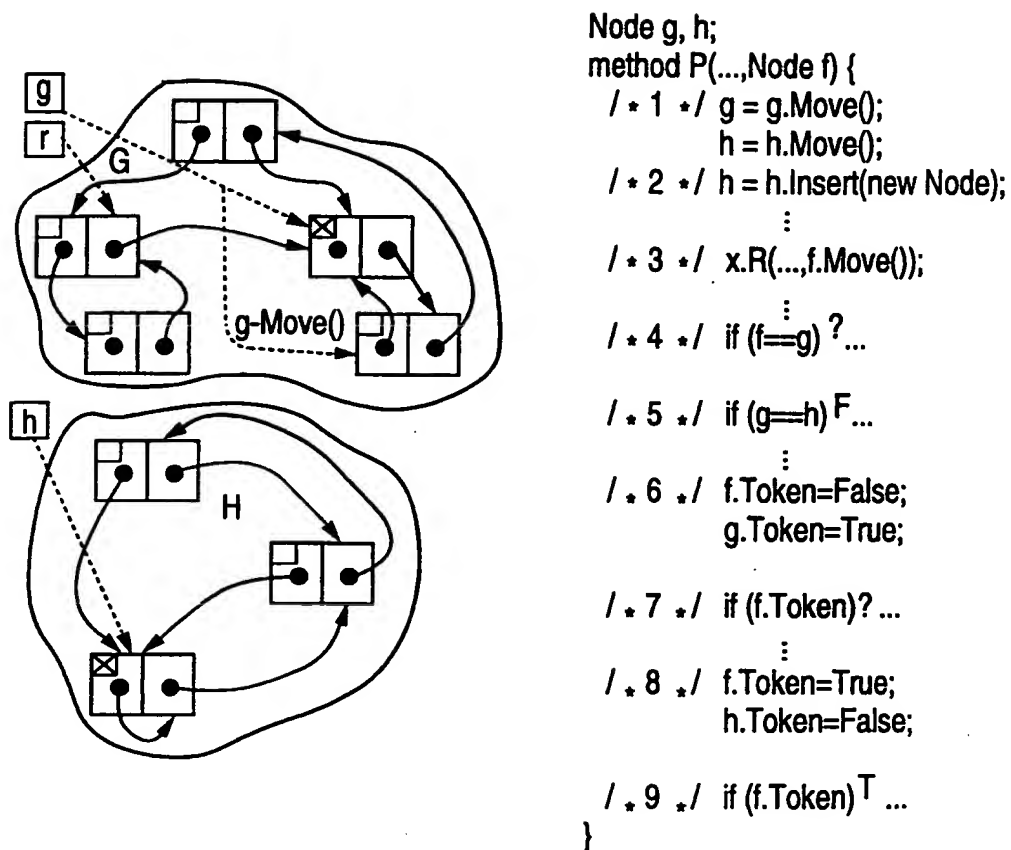 g
r
G
g-Move()
h
H
Node g, h;
method P(...,Node f) {
/ * 1 * / g = g.Move();
h = h.Move();
/ * 2 * / h = h.Insert(new Node);
⋮
/ * 3 * / x.R(...,f.Move());
⋮
/ * 4 * / if (f==g) ?...
/ * 5 * / if (g==h) F...
⋮
/ * 6 * / f.Token=False;
g.Token=True;
/ * 7 * / if (f.Token)? ...
⋮
/ * 8 * / f.Token=True;
h.Token=False;
/ * 9 * / if (f.Token) T ...
}